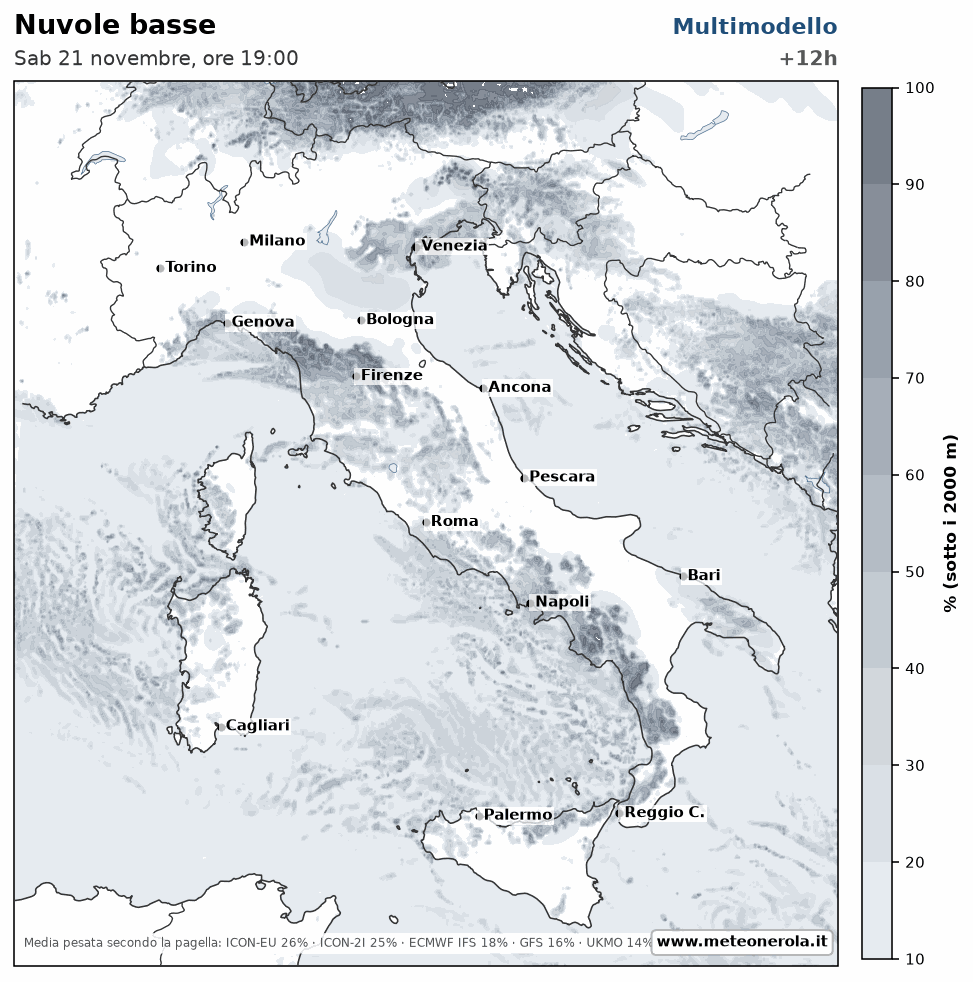 Nuvole basse
Multimodello
Sab 21 novembre, ore 19:00
+12h
Milano
Venezia
Torino
Genova
Bologna
Firenze
Ancona
Pescara
Roma
Bari
Napoli
Cagliari
Palermo
Reggio C.
100
90
80
70
60
50
40
30
20
10
% (sotto i 2000 m)
Media pesata secondo la pagella: ICON-EU 26% · ICON-2I 25% · ECMWF IFS 18% · GFS 16% · UKMO 14%
www.meteonerola.it